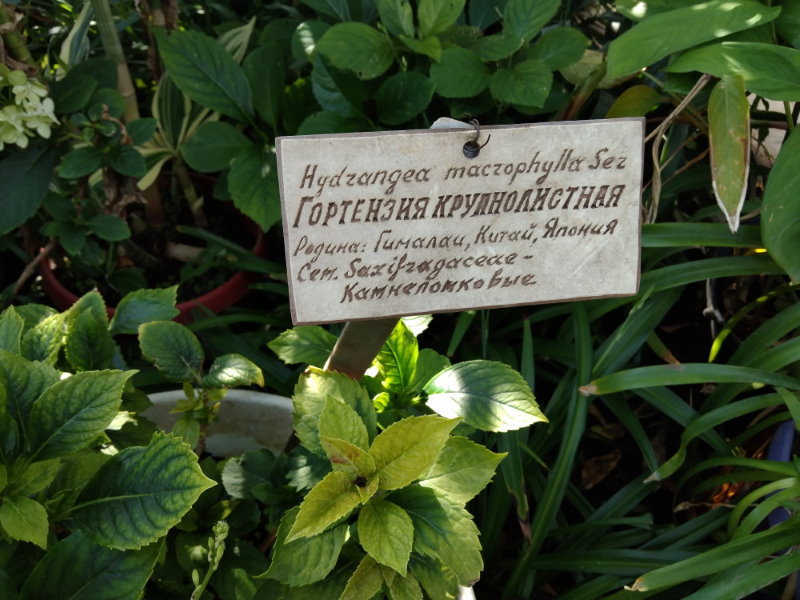 Hydrangea macrophylla Ser
ГОРТЕНЗИЯ КРУПНОЛИСТНАЯ
Родина: Гималаи, Китай, Япония
Сем. Saxifragaceae-
Камнеломковые